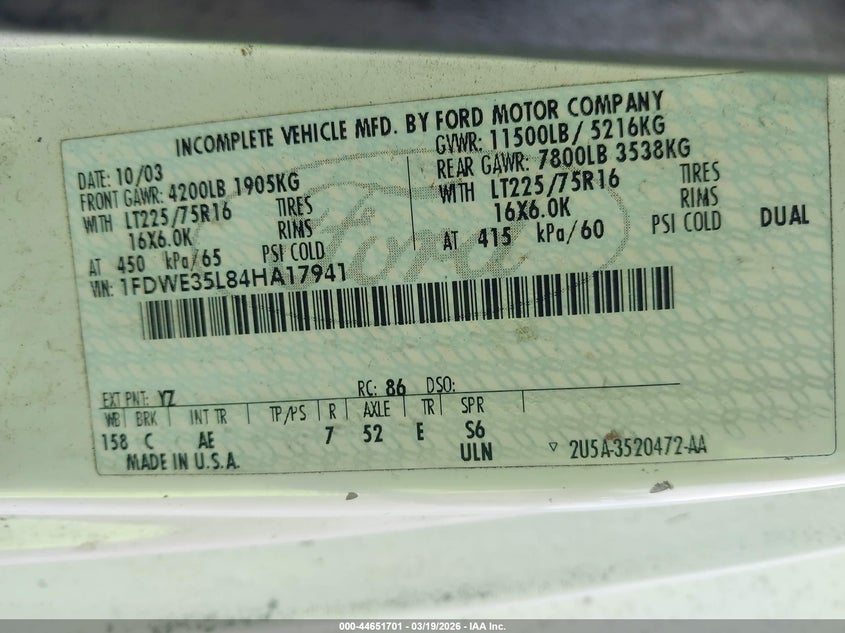 INCOMPLETE VEHICLE MFD. BY FORD MOTOR COMPANY
DATE: 10/03 GVWR: 11500LB/ 5216KG
FRONT GAWR: 4200LB 1905KG REAR GAWR: 7800LB 3538KG
WITH LT225/75R16 TIRES WITH LT225/75R16 TIRES
16X6.0K RIMS 16X6.0K RIMS
AT 450 kPa/65 PSI COLD AT 415 kPa/60 PSI COLD DUAL
VIN: 1FDWE35L84HA17941
Ford
EXT PNT: YZ RC: 86 DSO:
WB BRK INT TR TP/PS R AXLE TR SPR
158 C AE 7 52 E S6
MADE IN U.S.A. ULN 2U5A-3520472-AA
000-44651701 - 03/19/2026 - IAA Inc.